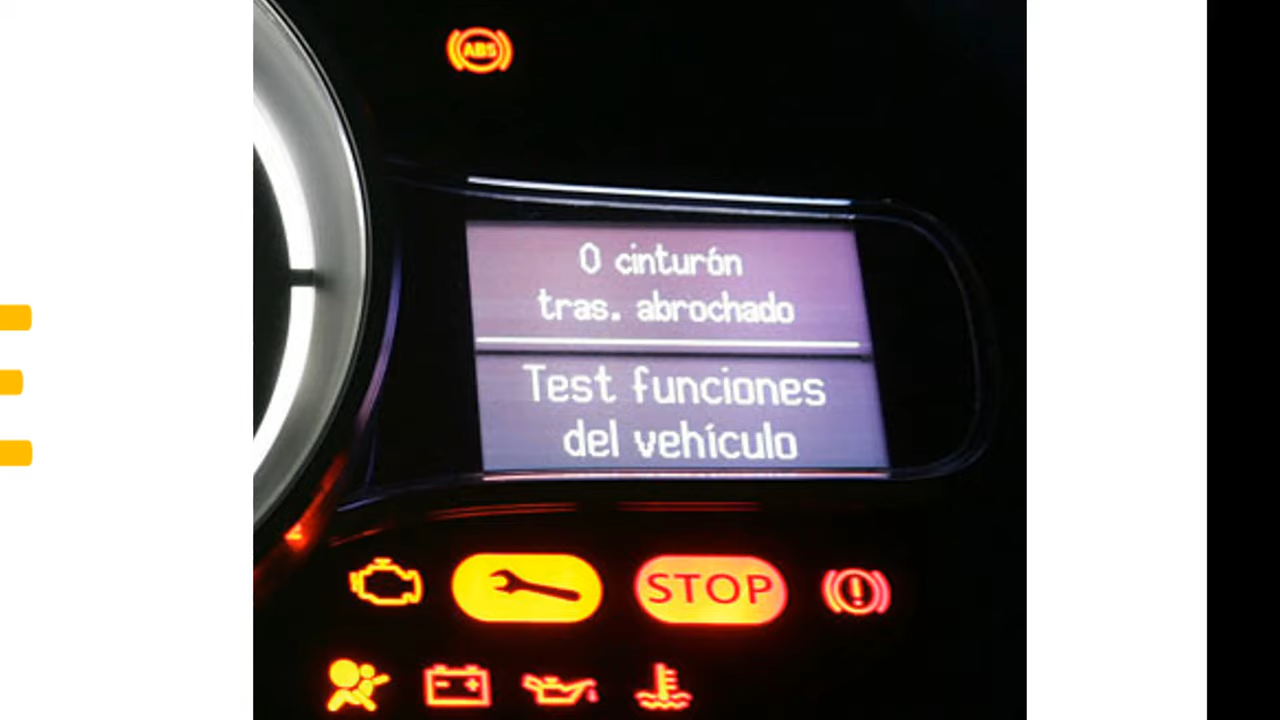 ABS
0 cinturón
tras. abrochado
Test funciones
del vehículo
STOP